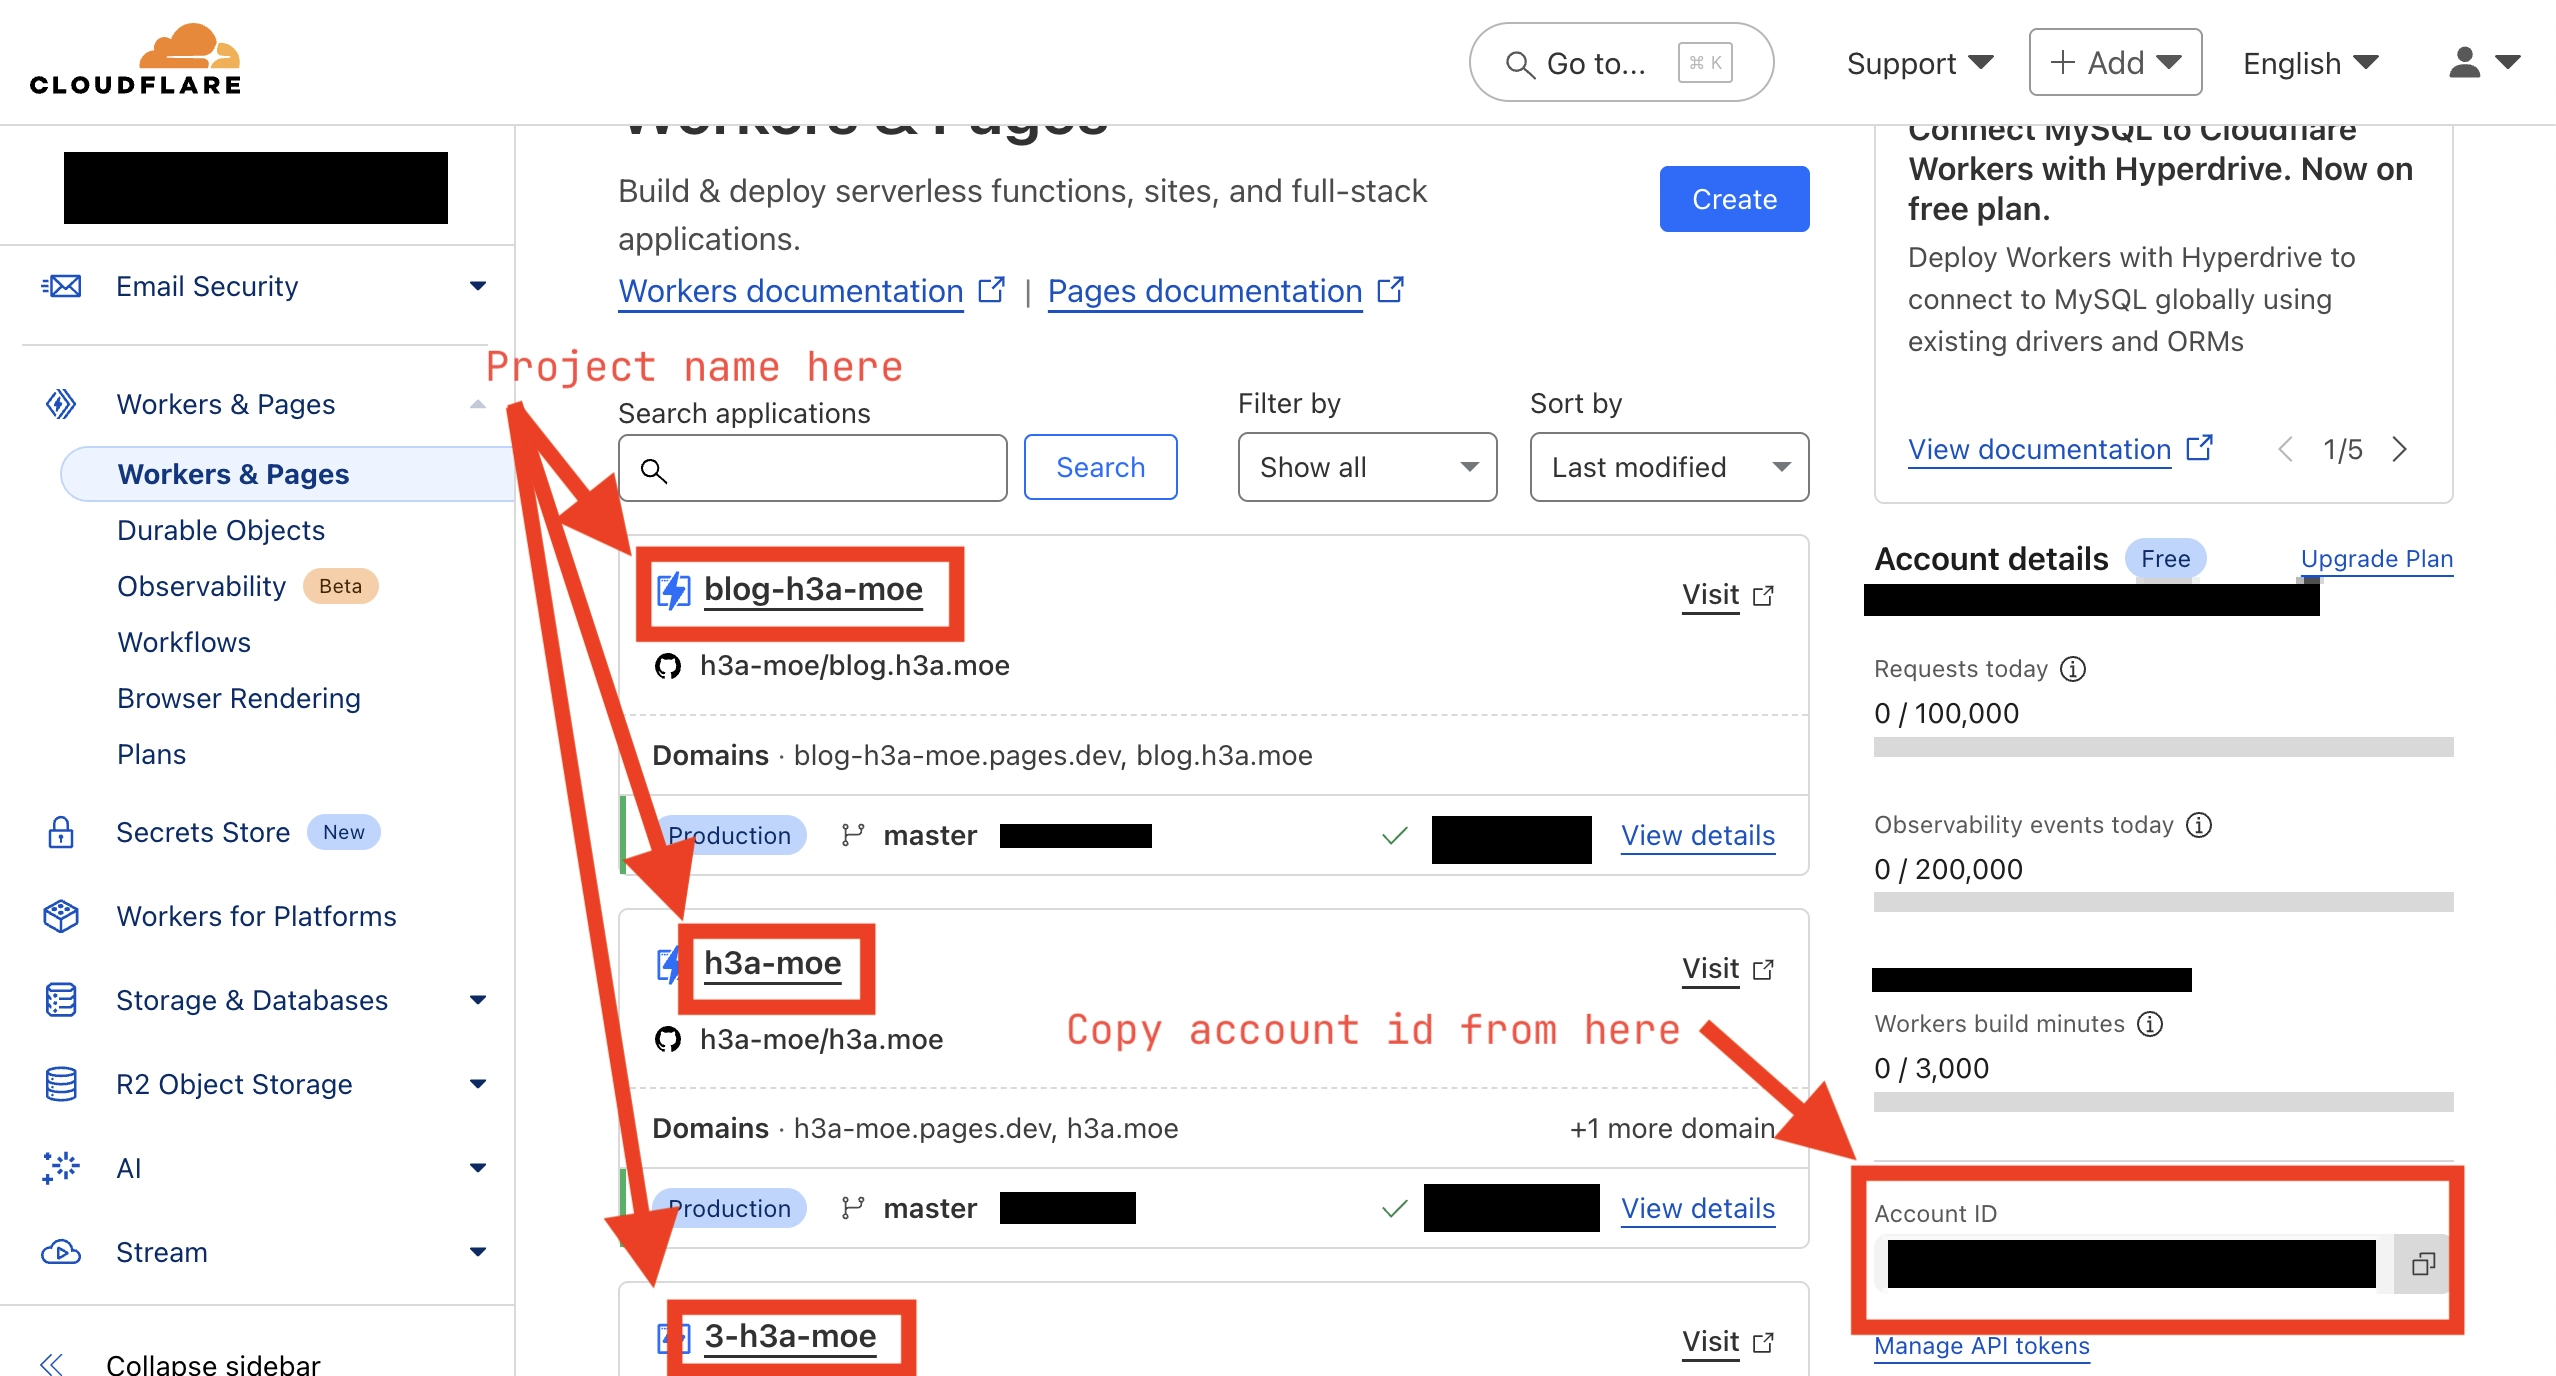 CLOUDFLARE
Go to...
⌘ K
Support
+ Add
English
Email Security
Workers & Pages
Workers & Pages
Durable Objects
Observability Beta
Workflows
Browser Rendering
Plans
Secrets Store New
Workers for Platforms
Storage & Databases
R2 Object Storage
AI
Stream
Collapse sidebar
Workers & Pages
Build & deploy serverless functions, sites, and full-stack
applications.
Create
Workers documentation | Pages documentation
Project name here
Search applications
Search
Filter by
Show all
Sort by
Last modified
blog-h3a-moe
Visit
h3a-moe/blog.h3a.moe
Domains · blog-h3a-moe.pages.dev, blog.h3a.moe
Production master View details
h3a-moe
Visit
h3a-moe/h3a.moe
Copy account id from here
Domains · h3a-moe.pages.dev, h3a.moe +1 more domain
Production master View details
3-h3a-moe
Visit
Connect MySQL to Cloudflare
Workers with Hyperdrive. Now on
free plan.
Deploy Workers with Hyperdrive to
connect to MySQL globally using
existing drivers and ORMs
View documentation
1/5
Account details Free Upgrade Plan
Requests today
0 / 100,000
Observability events today
0 / 200,000
Workers build minutes
0 / 3,000
Account ID
Manage API tokens